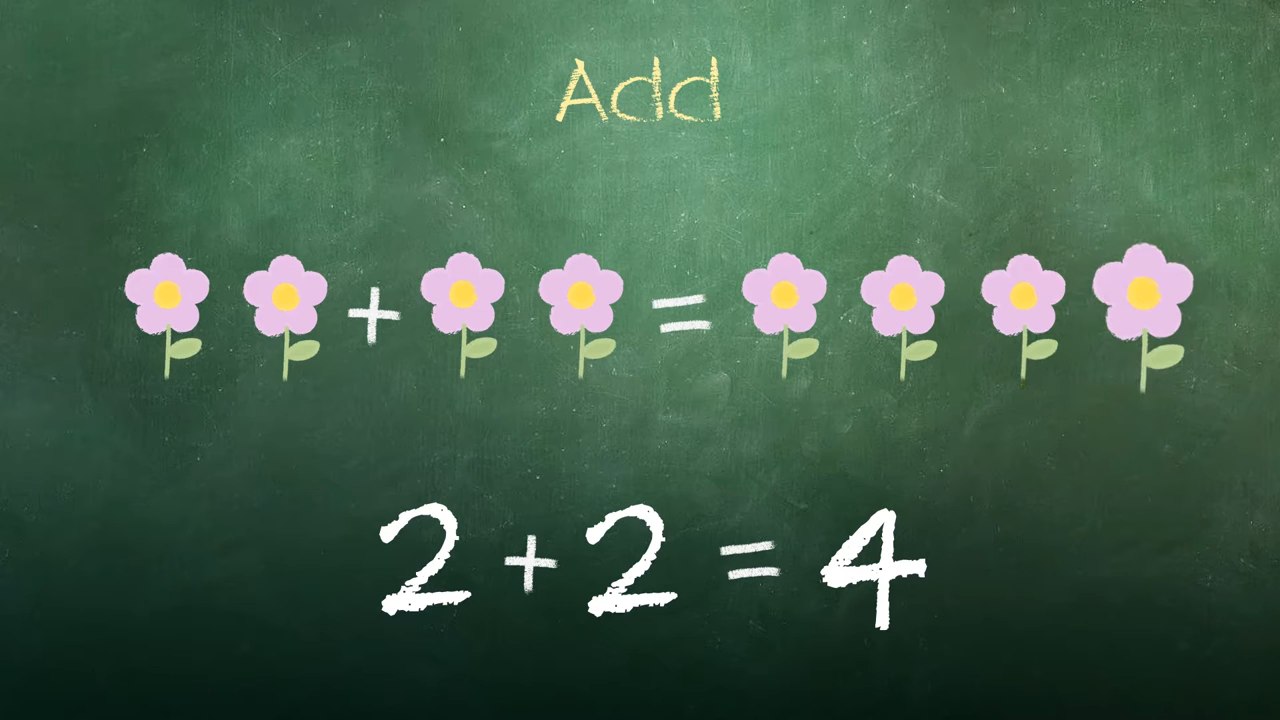 Add
+ =
2 + 2 = 4